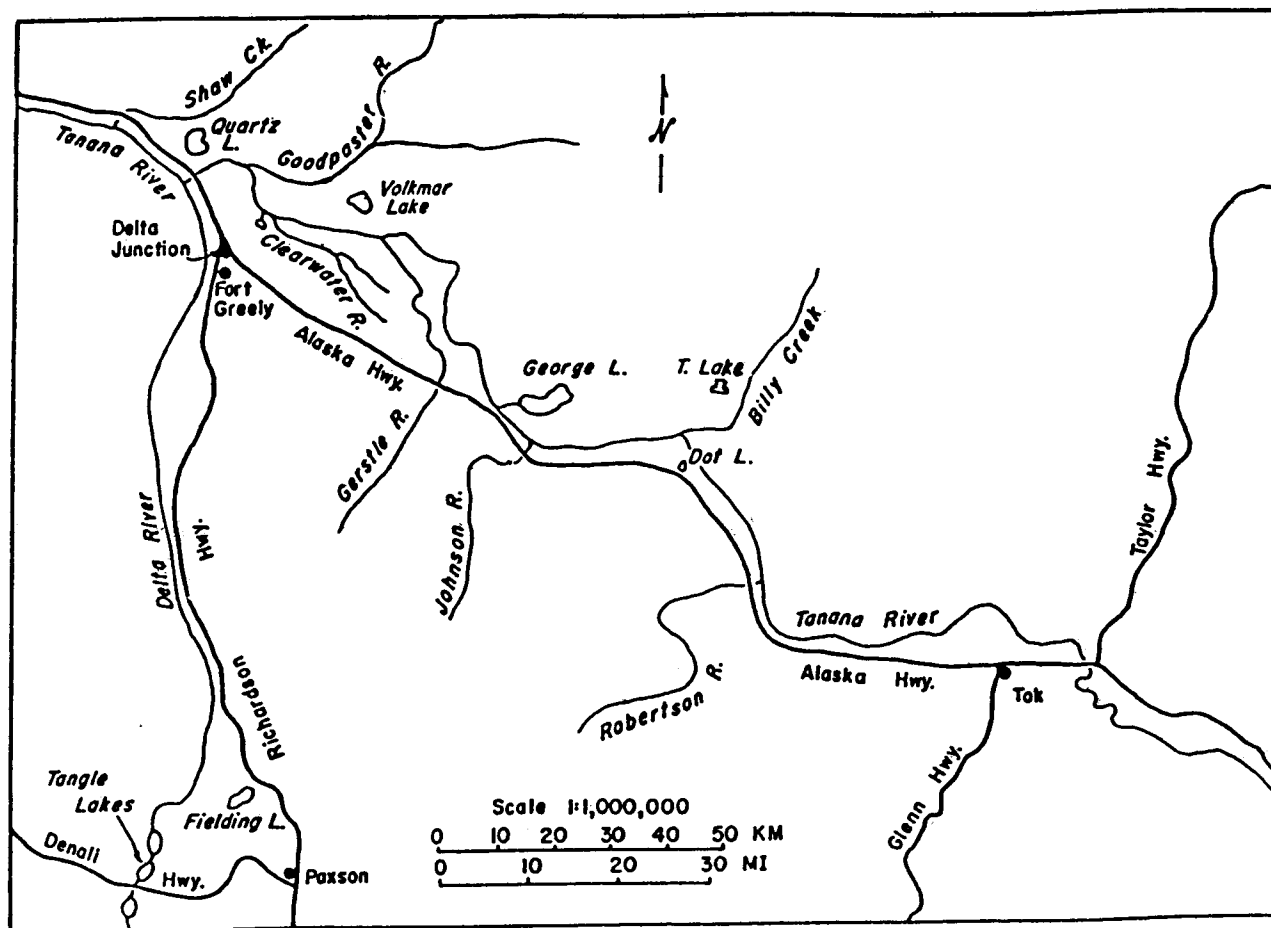 Shaw Ck.
Quartz
L.
Goodpaster R.
N
Tanana River
Volkmar
Lake
Delta
Junction
Clearwater R.
Fort
Greely
Alaska Hwy.
George L.
T. Lake
Billy Creek
Gerstle R.
Dot L.
Johnson R.
Taylor Hwy.
Delta River
Hwy.
Richardson
Tanana River
Alaska Hwy.
Tok
Robertson R.
Glenn Hwy.
Tangle
Lakes
Fielding L.
Denali
Hwy.
Paxson
Scale 1:1,000,000
0 10 20 30 40 50 KM
0 10 20 30 MI